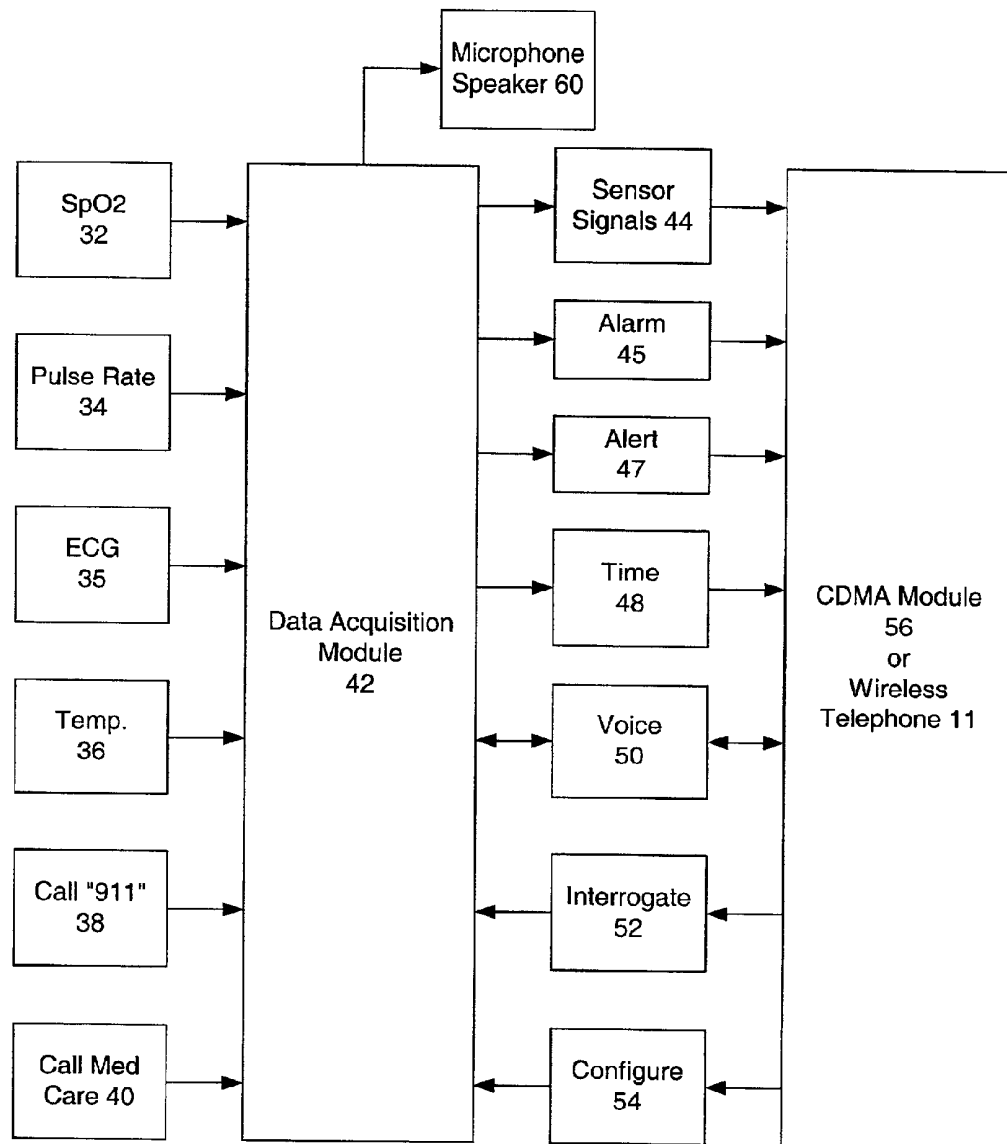 Microphone
Speaker 60
SpO2
32
Pulse Rate
34
ECG
35
Temp.
36
Call "911"
38
Call Med
Care 40
Data Acquisition
Module
42
Sensor
Signals 44
Alarm
45
Alert
47
Time
48
Voice
50
Interrogate
52
Configure
54
CDMA Module
56
or
Wireless
Telephone 11